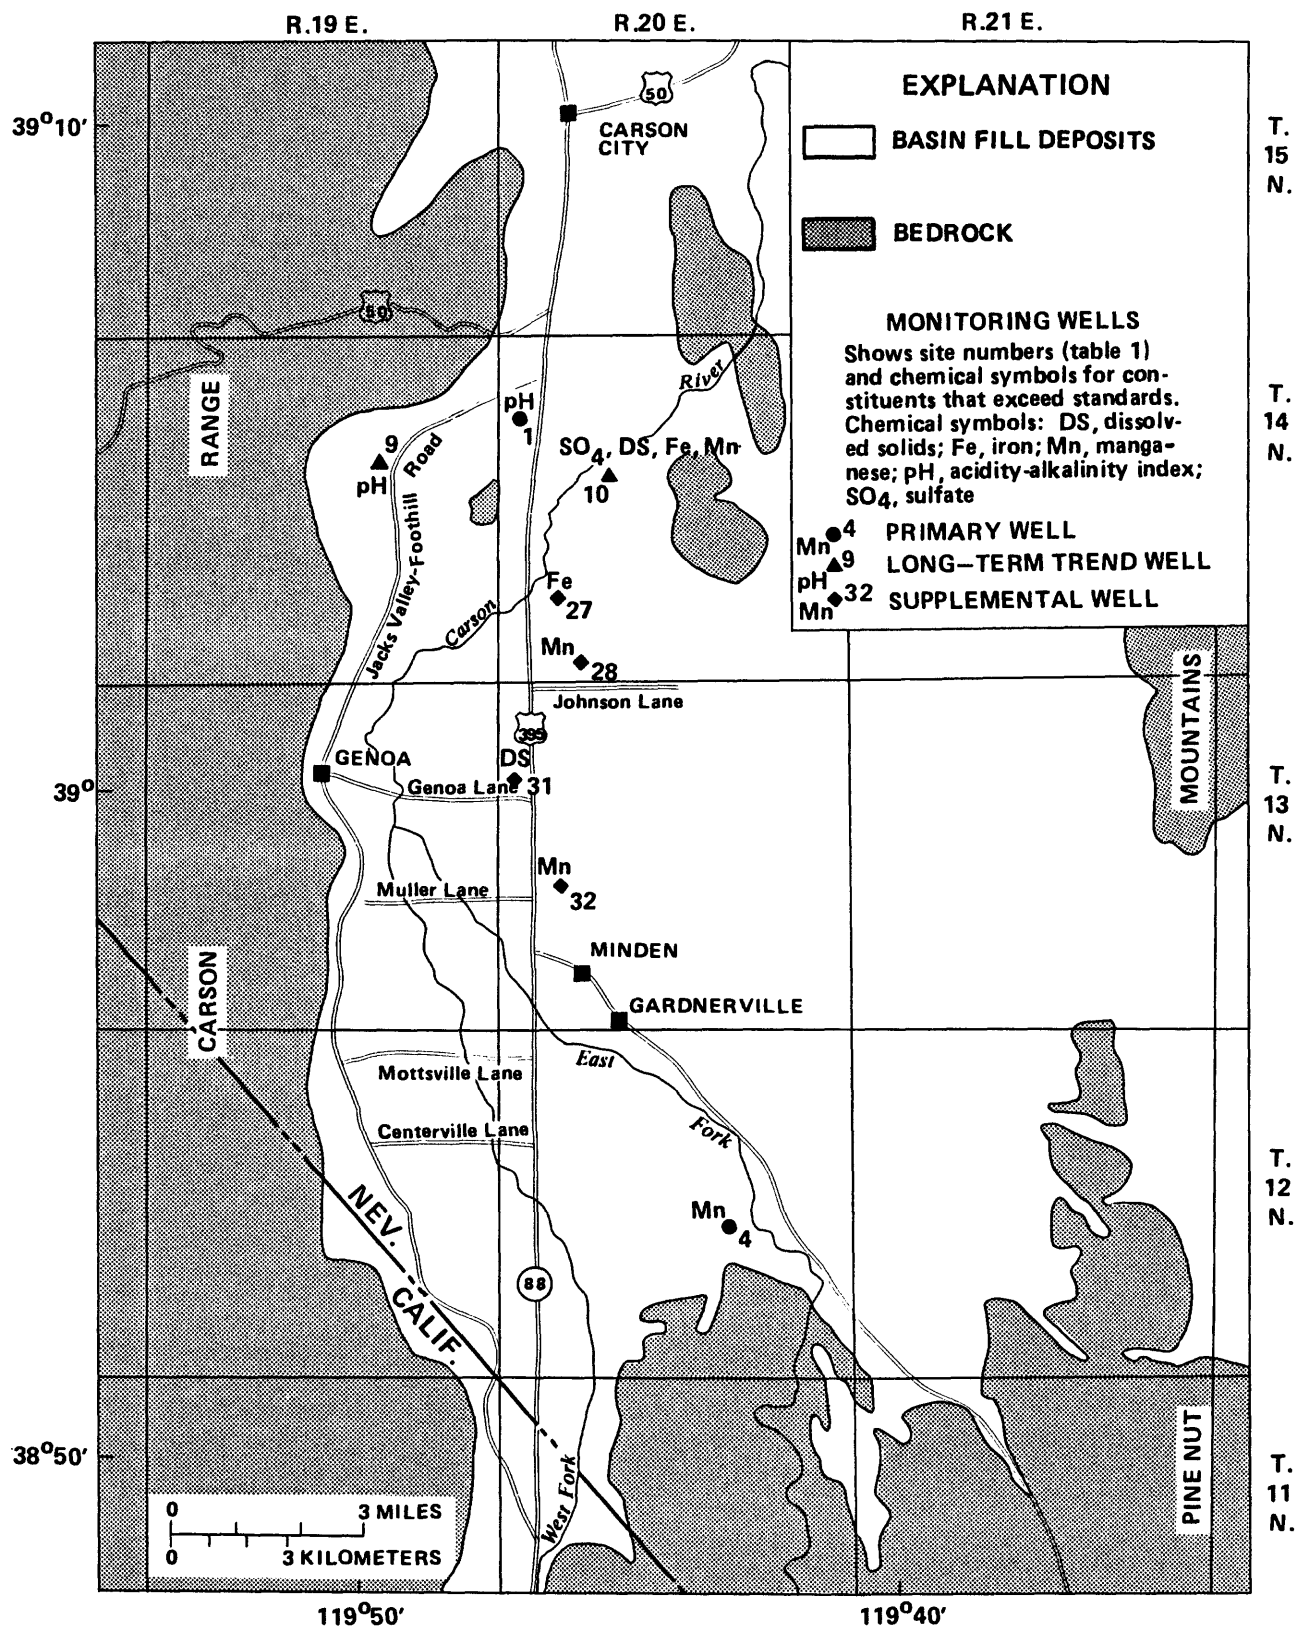 R.19 E. R.20 E. R.21 E.
39°10'
50
CARSON
CITY
EXPLANATION
BASIN FILL DEPOSITS
BEDROCK
MONITORING WELLS
Shows site numbers (table 1)
and chemical symbols for con-
stituents that exceed standards.
Chemical symbols: DS, dissolv-
ed solids; Fe, iron; Mn, manga-
nese; pH, acidity-alkalinity index;
SO4, sulfate
4 PRIMARY WELL
Mn
9 LONG-TERM TREND WELL
pH
32 SUPPLEMENTAL WELL
Mn
T.
15
N.
50
RANGE
River
pH
1
9
pH
Jacks Valley-Foothill Road
SO4, DS, Fe, Mn
10
T.
14
N.
Fe
27
Carson
Mn
28
Johnson Lane
395
MOUNTAINS
GENOA
DS
31
Genoa Lane
39°
T.
13
N.
Mn
32
Muller Lane
MINDEN
GARDNERVILLE
CARSON
East
Mottsville Lane
Fork
Centerville Lane
T.
12
N.
NEV.
CALIF.
Mn
4
88
38°50'
West Fork
PINE NUT
T.
11
N.
0 3 MILES
0 3 KILOMETERS
119°50' 119°40'